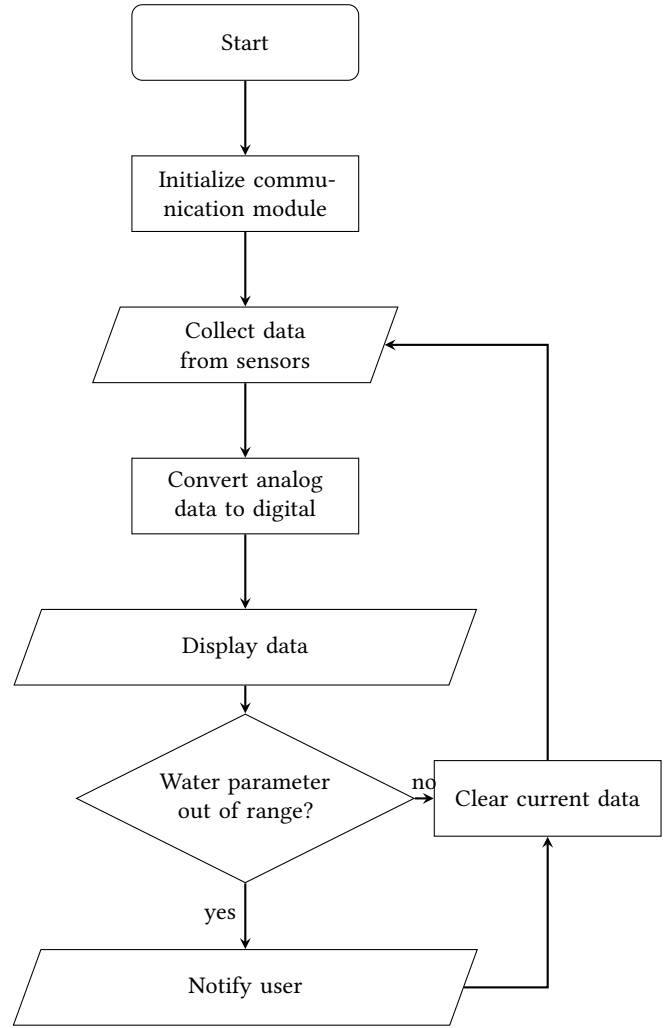 Start
Initialize commu-
nication module
Collect data
from sensors
Convert analog
data to digital
Display data
Water parameter
out of range?
no
Clear current data
yes
Notify user